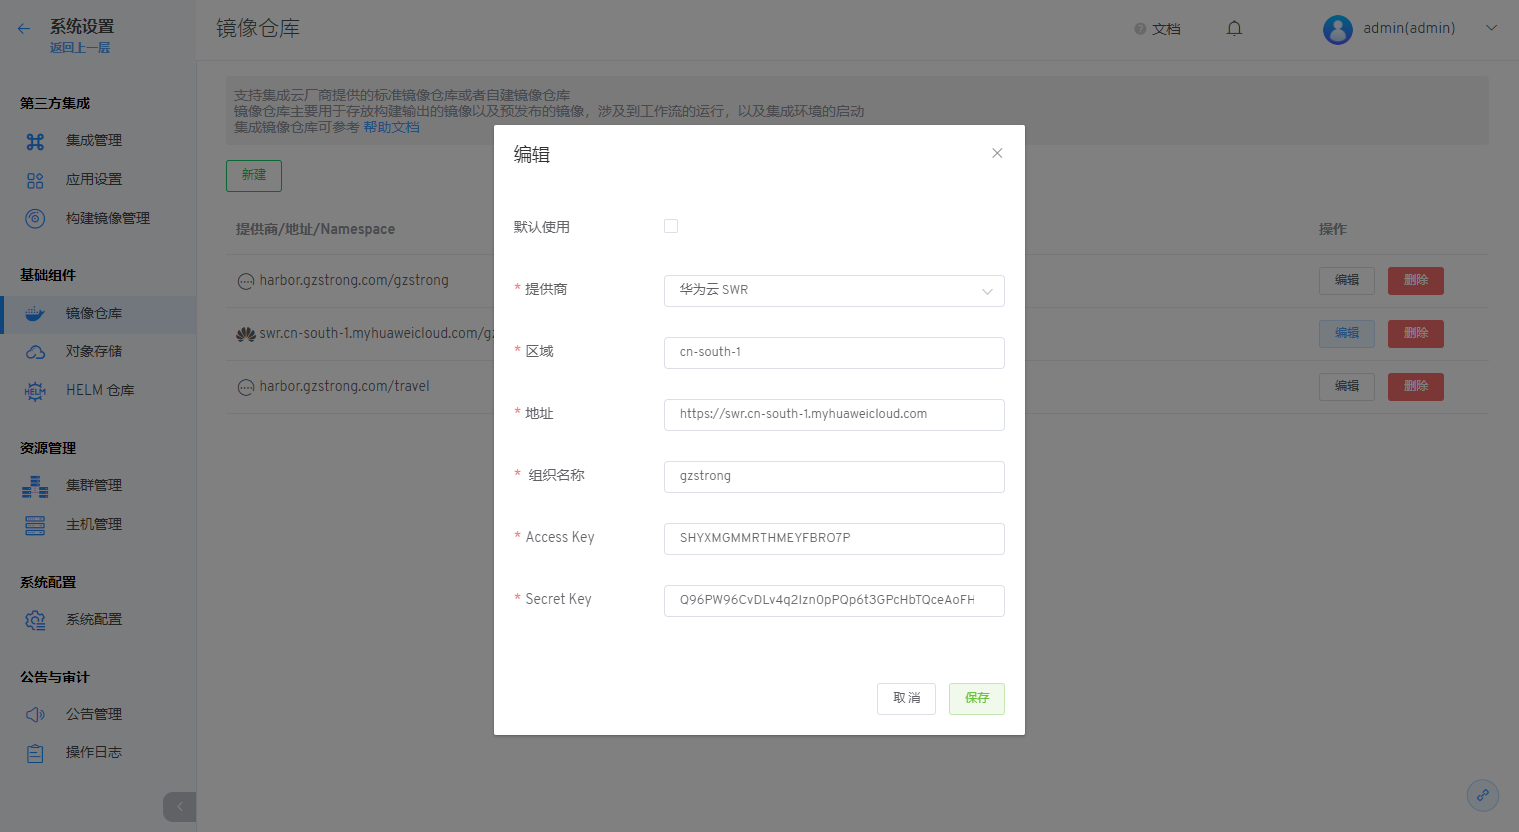 系统设置
返回上一层
镜像仓库
文档
admin(admin)
第三方集成
集成管理
应用设置
构建镜像管理
基础组件
镜像仓库
对象存储
HELM
HELM 仓库
资源管理
集群管理
主机管理
系统配置
系统配置
公告与审计
公告管理
操作日志
支持集成云厂商提供的标准镜像仓库或者自建镜像仓库
镜像仓库主要用于存放构建输出的镜像以及预发布的镜像，涉及到工作流的运行，以及集成环境的启动
集成镜像仓库可参考 帮助文档
新建
提供商/地址/Namespace
操作
harbor.gzstrong.com/gzstrong
编辑
删除
swr.cn-south-1.myhuaweicloud.com/gz
编辑
删除
harbor.gzstrong.com/travel
编辑
删除
编辑
默认使用
* 提供商
华为云 SWR
* 区域
cn-south-1
* 地址
https://swr.cn-south-1.myhuaweicloud.com
* 组织名称
gzstrong
* Access Key
SHYXMGMMRTHMEYFBRO7P
* Secret Key
Q96PW96CvDLv4q2Izn0pPQp6t3GPcHbTQceAoFH
取 消
保存